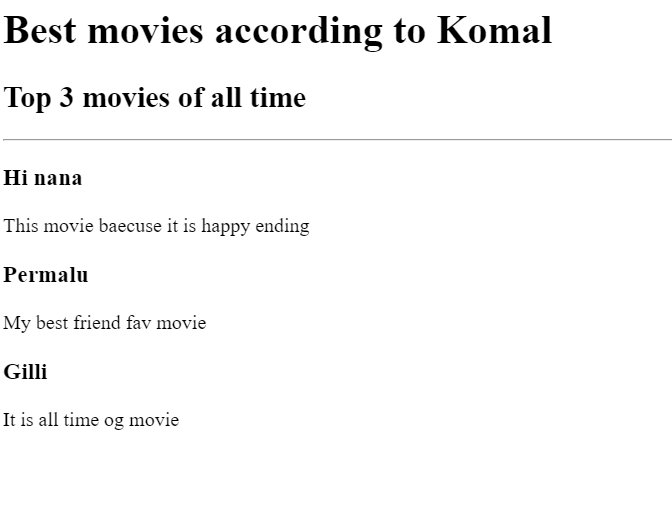 Best movies according to Komal
Top 3 movies of all time
Hi nana
This movie baecuse it is happy ending
Permalu
My best friend fav movie
Gilli
It is all time og movie